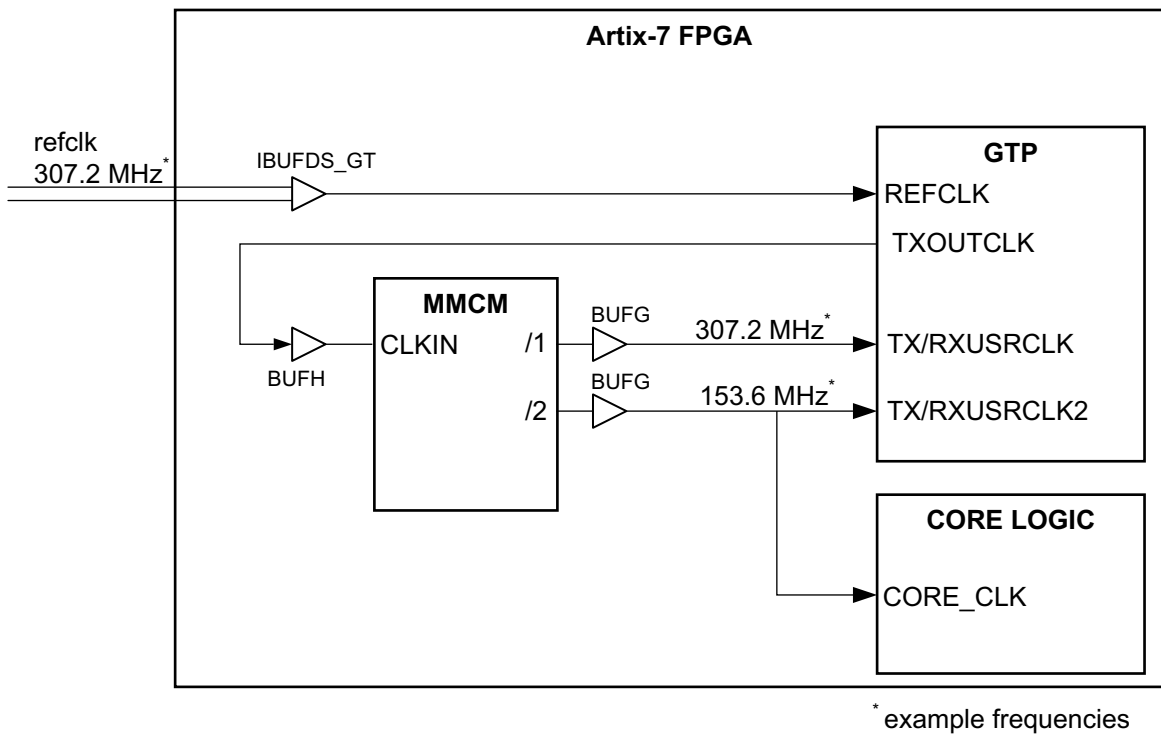 Artix-7 FPGA
refclk
307.2 MHz*
IBUFDS_GT
GTP
REFCLK
TXOUTCLK
MMCM
BUFG
307.2 MHz*
CLKIN
/1
TX/RXUSRCLK
BUFH
BUFG
153.6 MHz*
/2
TX/RXUSRCLK2
CORE LOGIC
CORE_CLK
* example frequencies